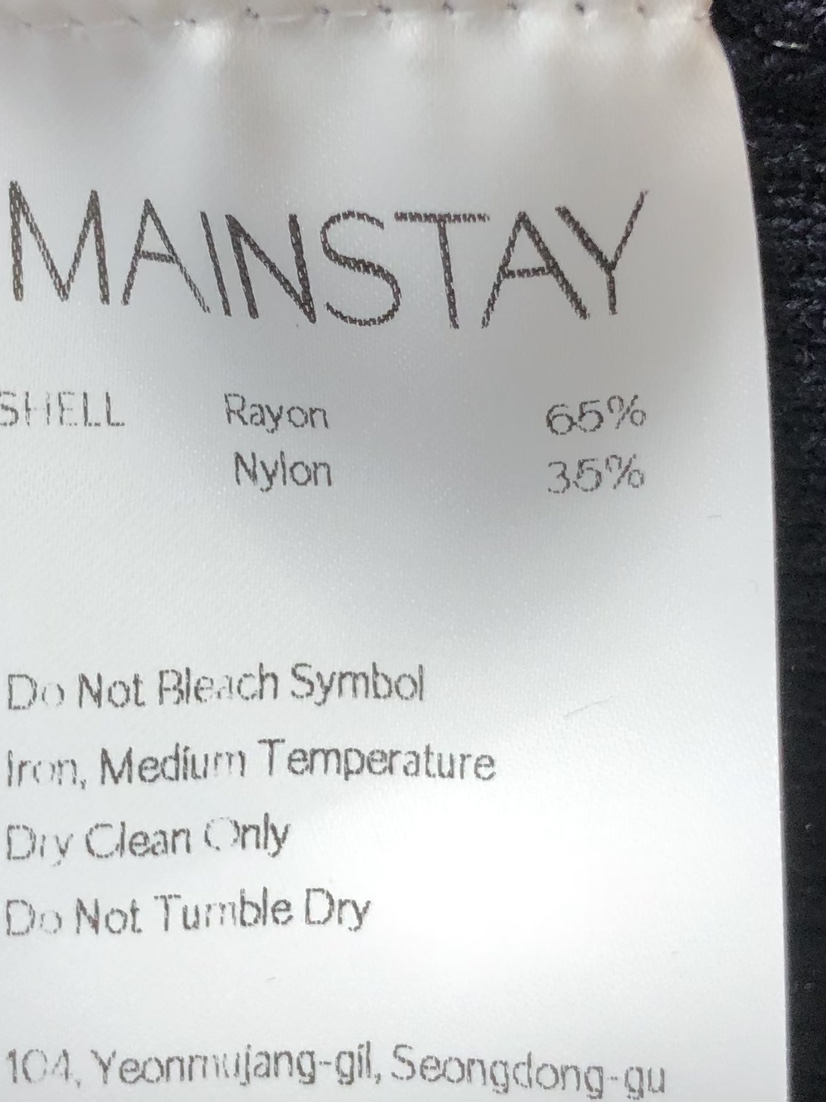 MAINSTAY
SHELL Rayon 65%
Nylon 35%
Do Not Bleach Symbol
Iron, Medium Temperature
Dry Clean Only
Do Not Tumble Dry
104, Yeonmujang-gil, Seongdong-gu